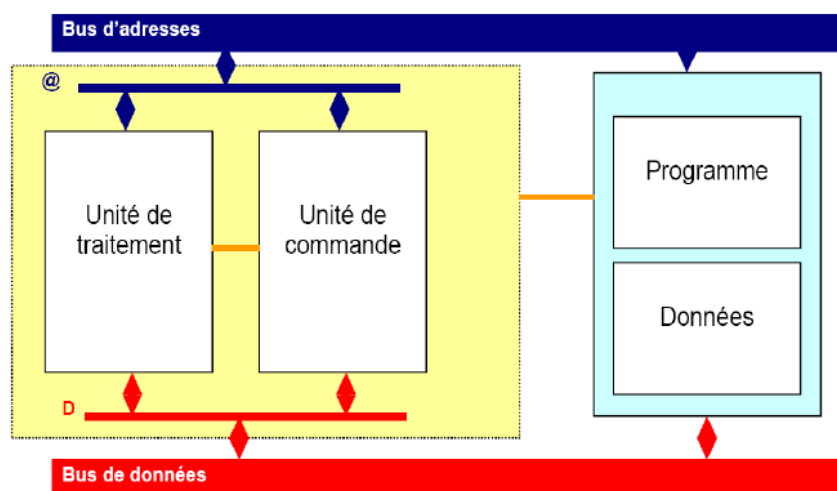 Bus d'adresses
@
Unité de
traitement
Unité de
commande
Programme
Données
D
Bus de données